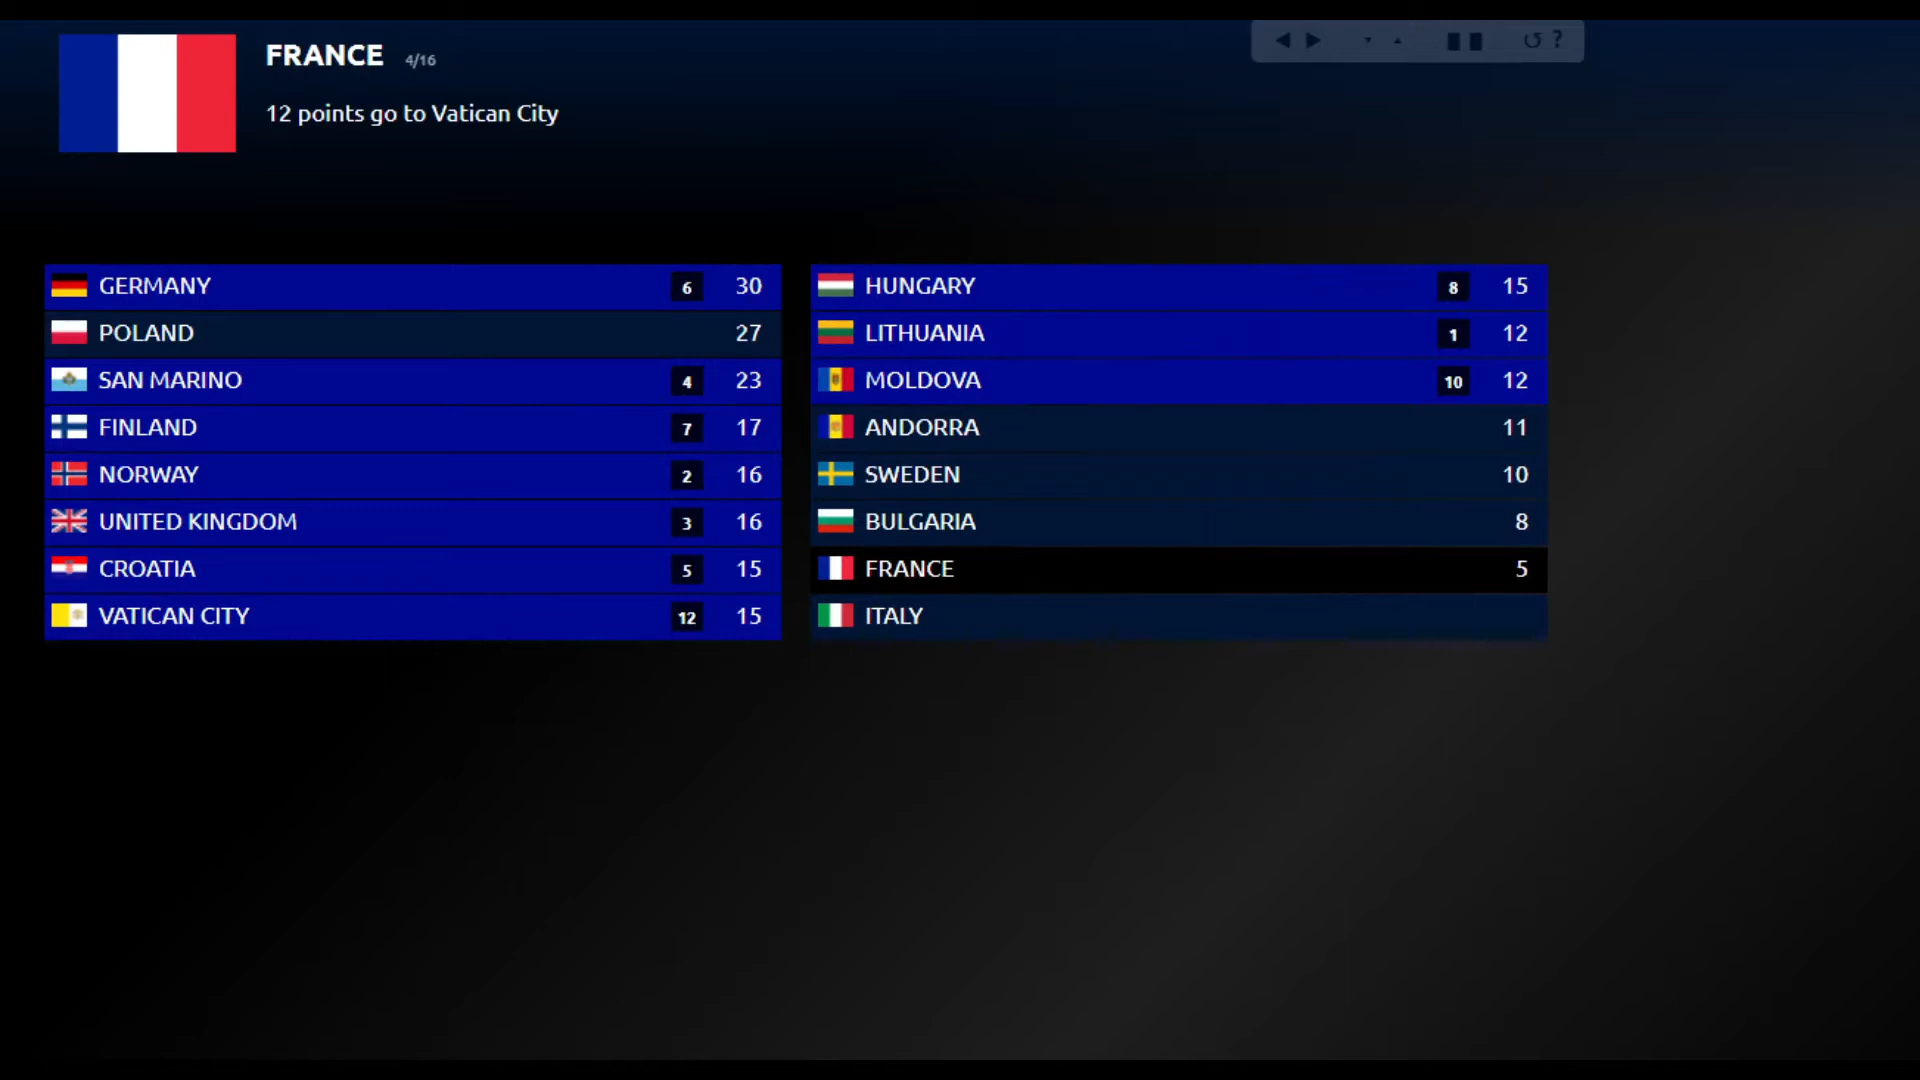 FRANCE 4/16
12 points go to Vatican City
GERMANY 6 30
POLAND 27
SAN MARINO 4 23
FINLAND 7 17
NORWAY 2 16
UNITED KINGDOM 3 16
CROATIA 5 15
VATICAN CITY 12 15
HUNGARY 8 15
LITHUANIA 1 12
MOLDOVA 10 12
ANDORRA 11
SWEDEN 10
BULGARIA 8
FRANCE 5
ITALY
?